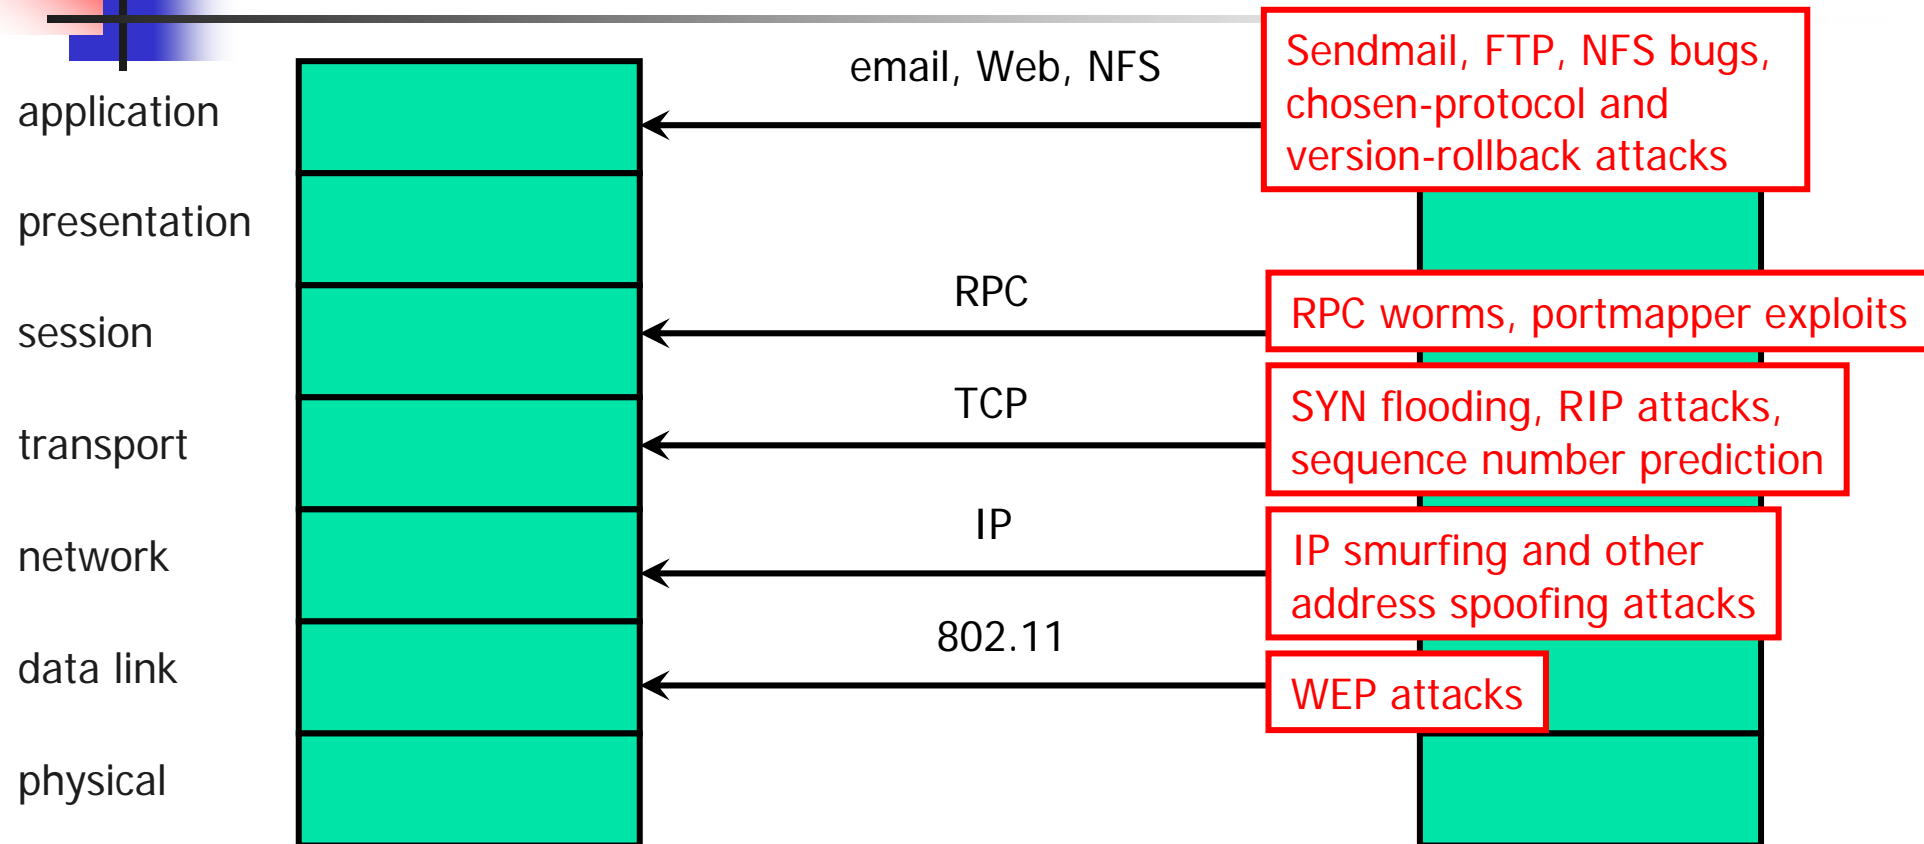 email, Web, NFS
Sendmail, FTP, NFS bugs,
chosen-protocol and
version-rollback attacks
application
presentation
RPC
RPC worms, portmapper exploits
session
TCP
SYN flooding, RIP attacks,
sequence number prediction
transport
IP
IP smurfing and other
address spoofing attacks
network
802.11
WEP attacks
data link
physical